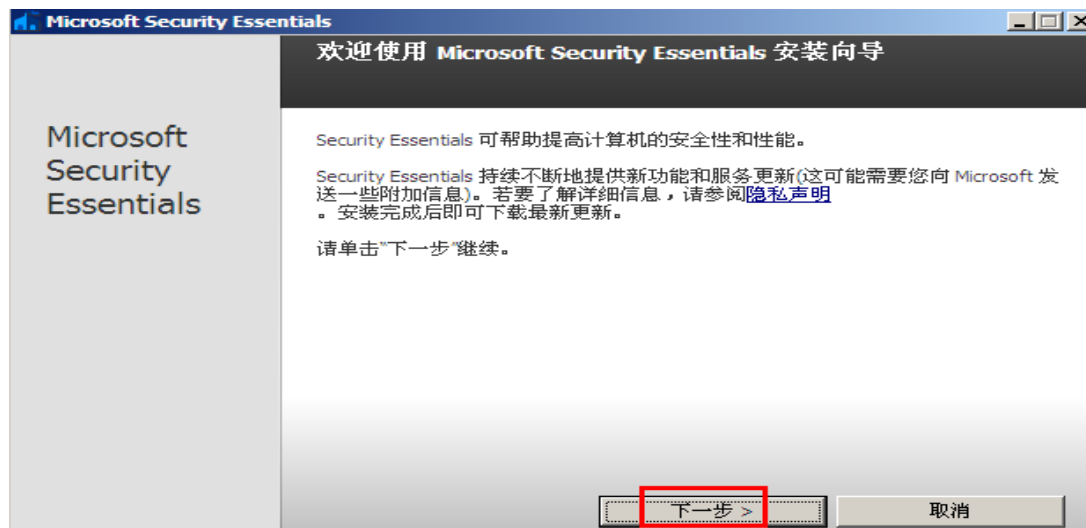 Microsoft Security Essentials
欢迎使用 Microsoft Security Essentials 安装向导
Microsoft
Security
Essentials
Security Essentials 可帮助提高计算机的安全性和性能。
Security Essentials 持续不断地提供新功能和服务更新(这可能需要您向 Microsoft 发
送一些附加信息)。若要了解详细信息，请参阅隐私声明
。安装完成后即可下载最新更新。
请单击"下一步"继续。
下一步 >
取消